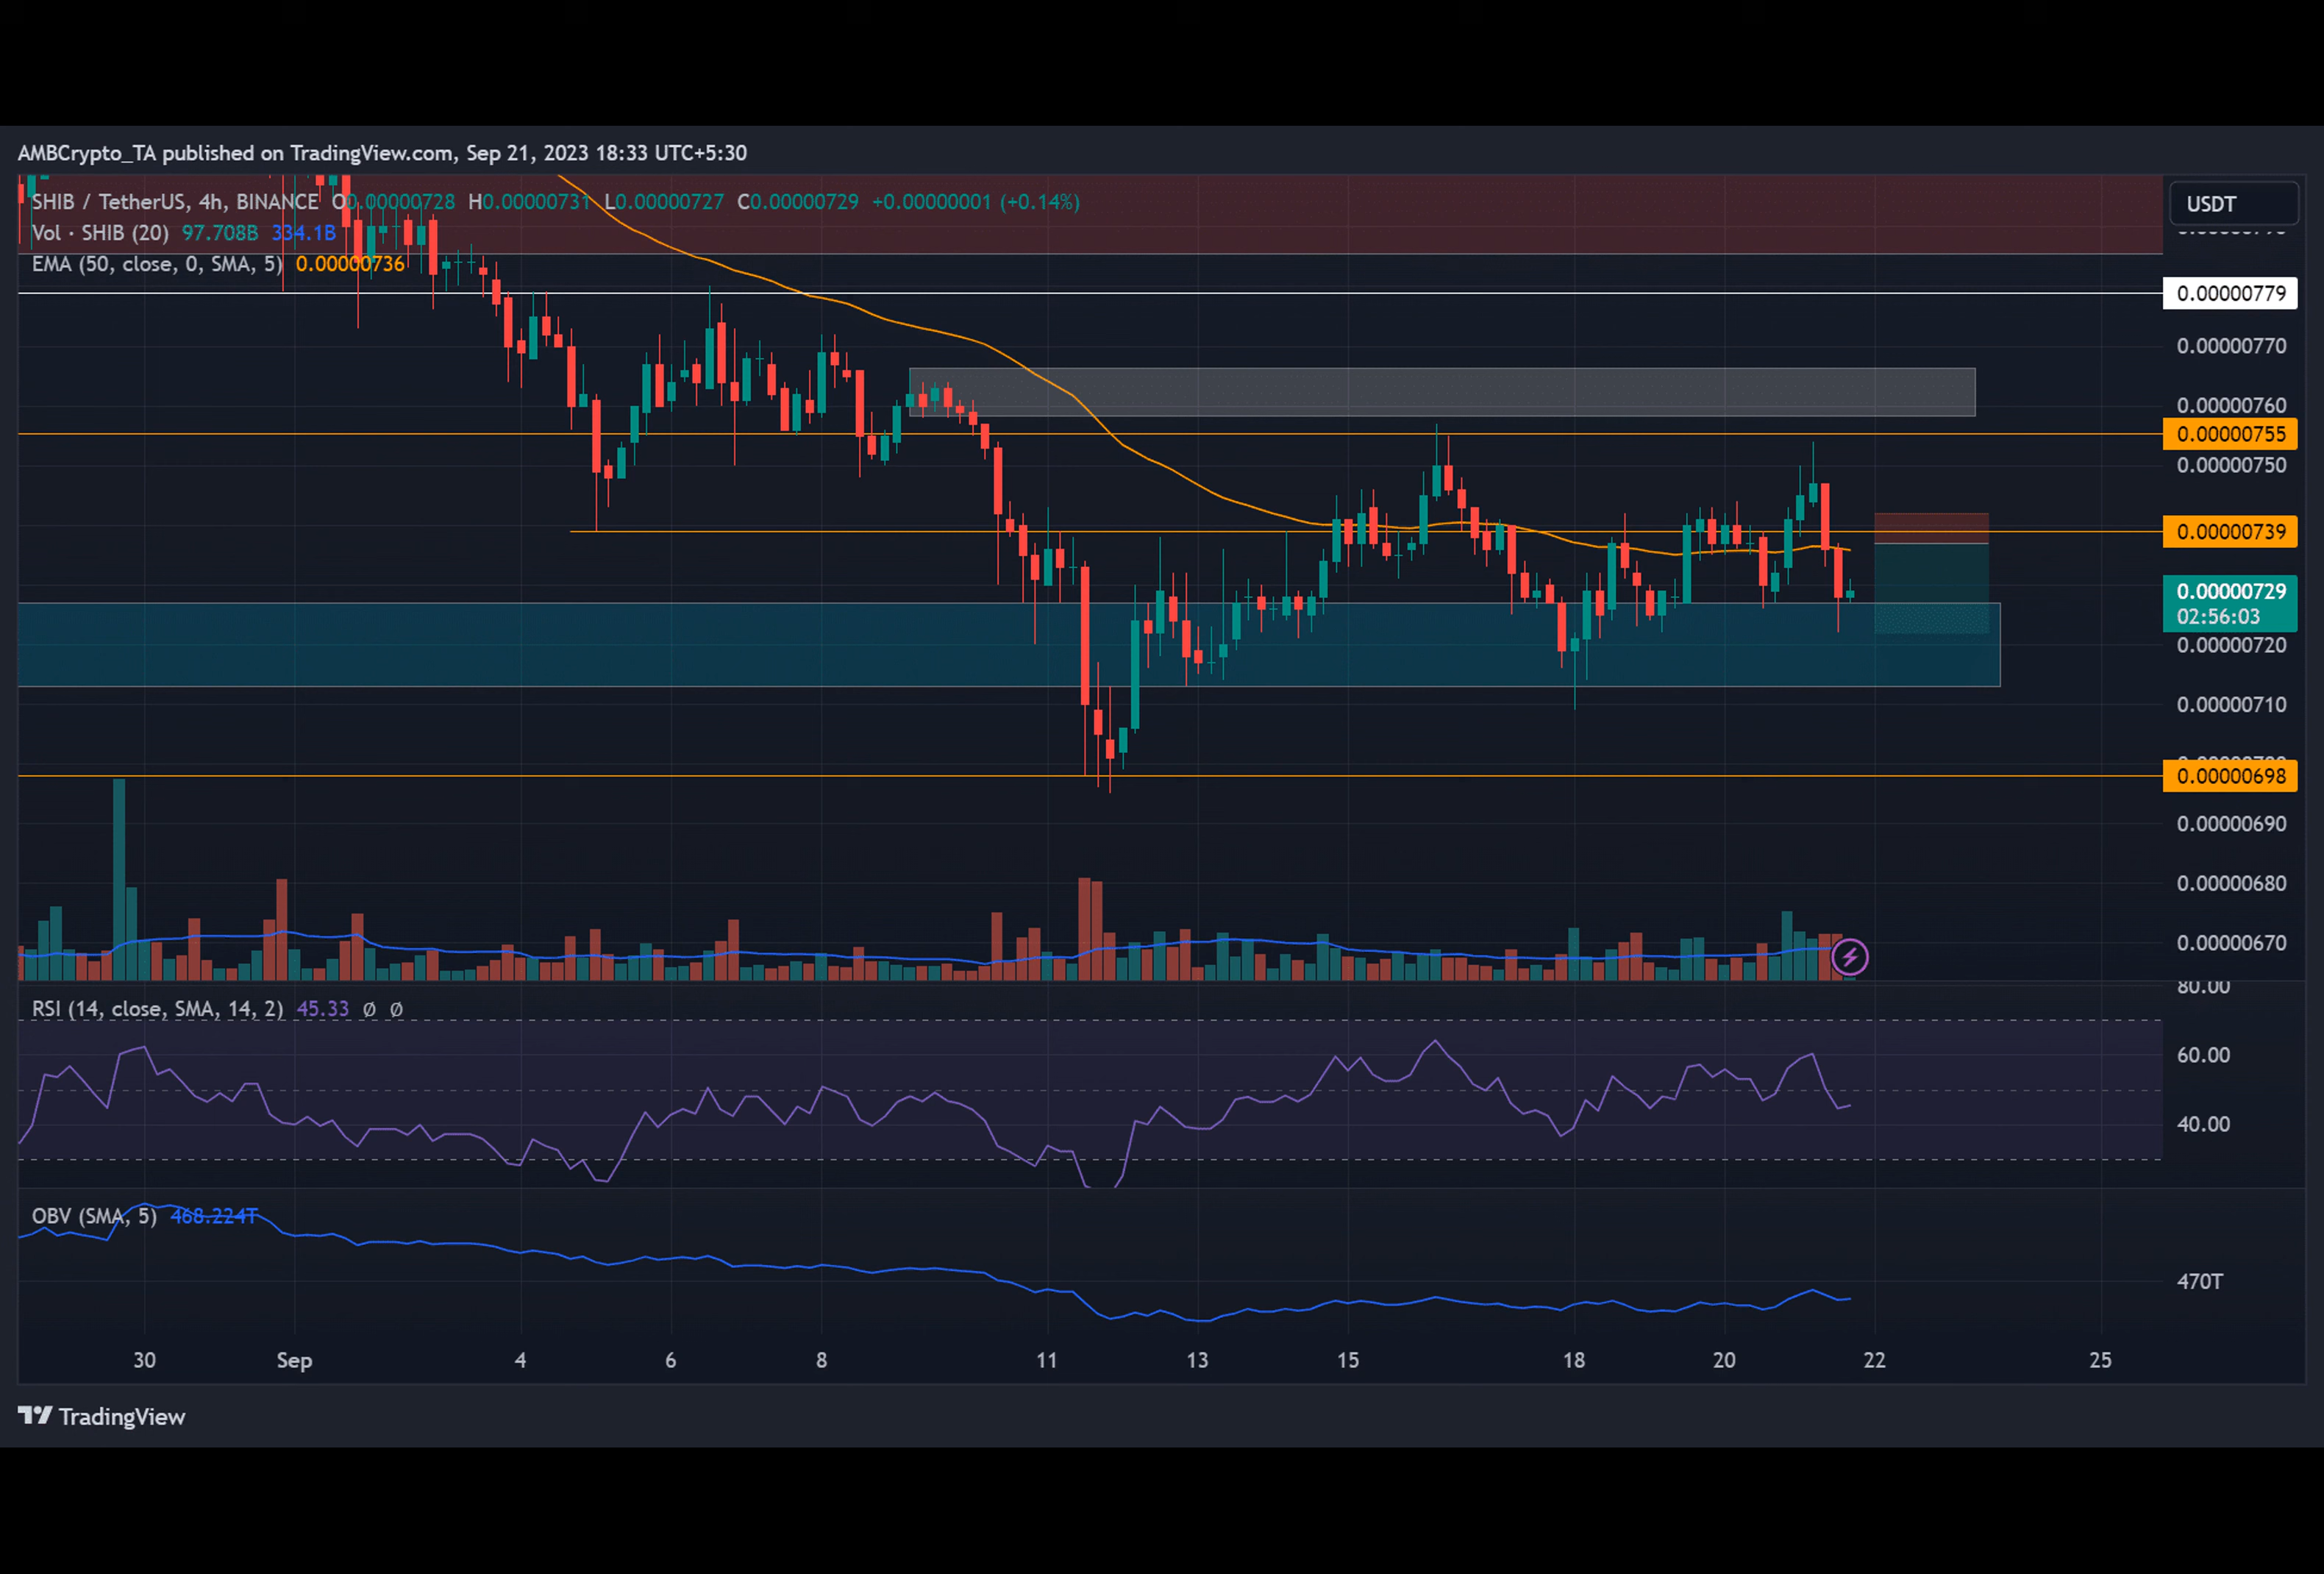 AMBCrypto_TA published on TradingView.com, Sep 21, 2023 18:33 UTC+5:30
SHIB / TetherUS, 4h, BINANCE O0.00000728 H0.00000731 L0.00000727 C0.00000729 +0.00000001 (+0.14%)
Vol · SHIB (20) 97.708B 334.1B
EMA (50, close, 0, SMA, 5) 0.00000736
USDT
0.00000779
0.00000770
0.00000760
0.00000755
0.00000750
0.00000739
0.00000729
02:56:03
0.00000720
0.00000710
0.00000698
0.00000690
0.00000680
0.00000670
RSI (14, close, SMA, 14, 2) 45.33 Ø Ø
80.00
60.00
40.00
OBV (SMA, 5) 468.224T
470T
30 Sep 4 6 8 11 13 15 18 20 22 25
TradingView